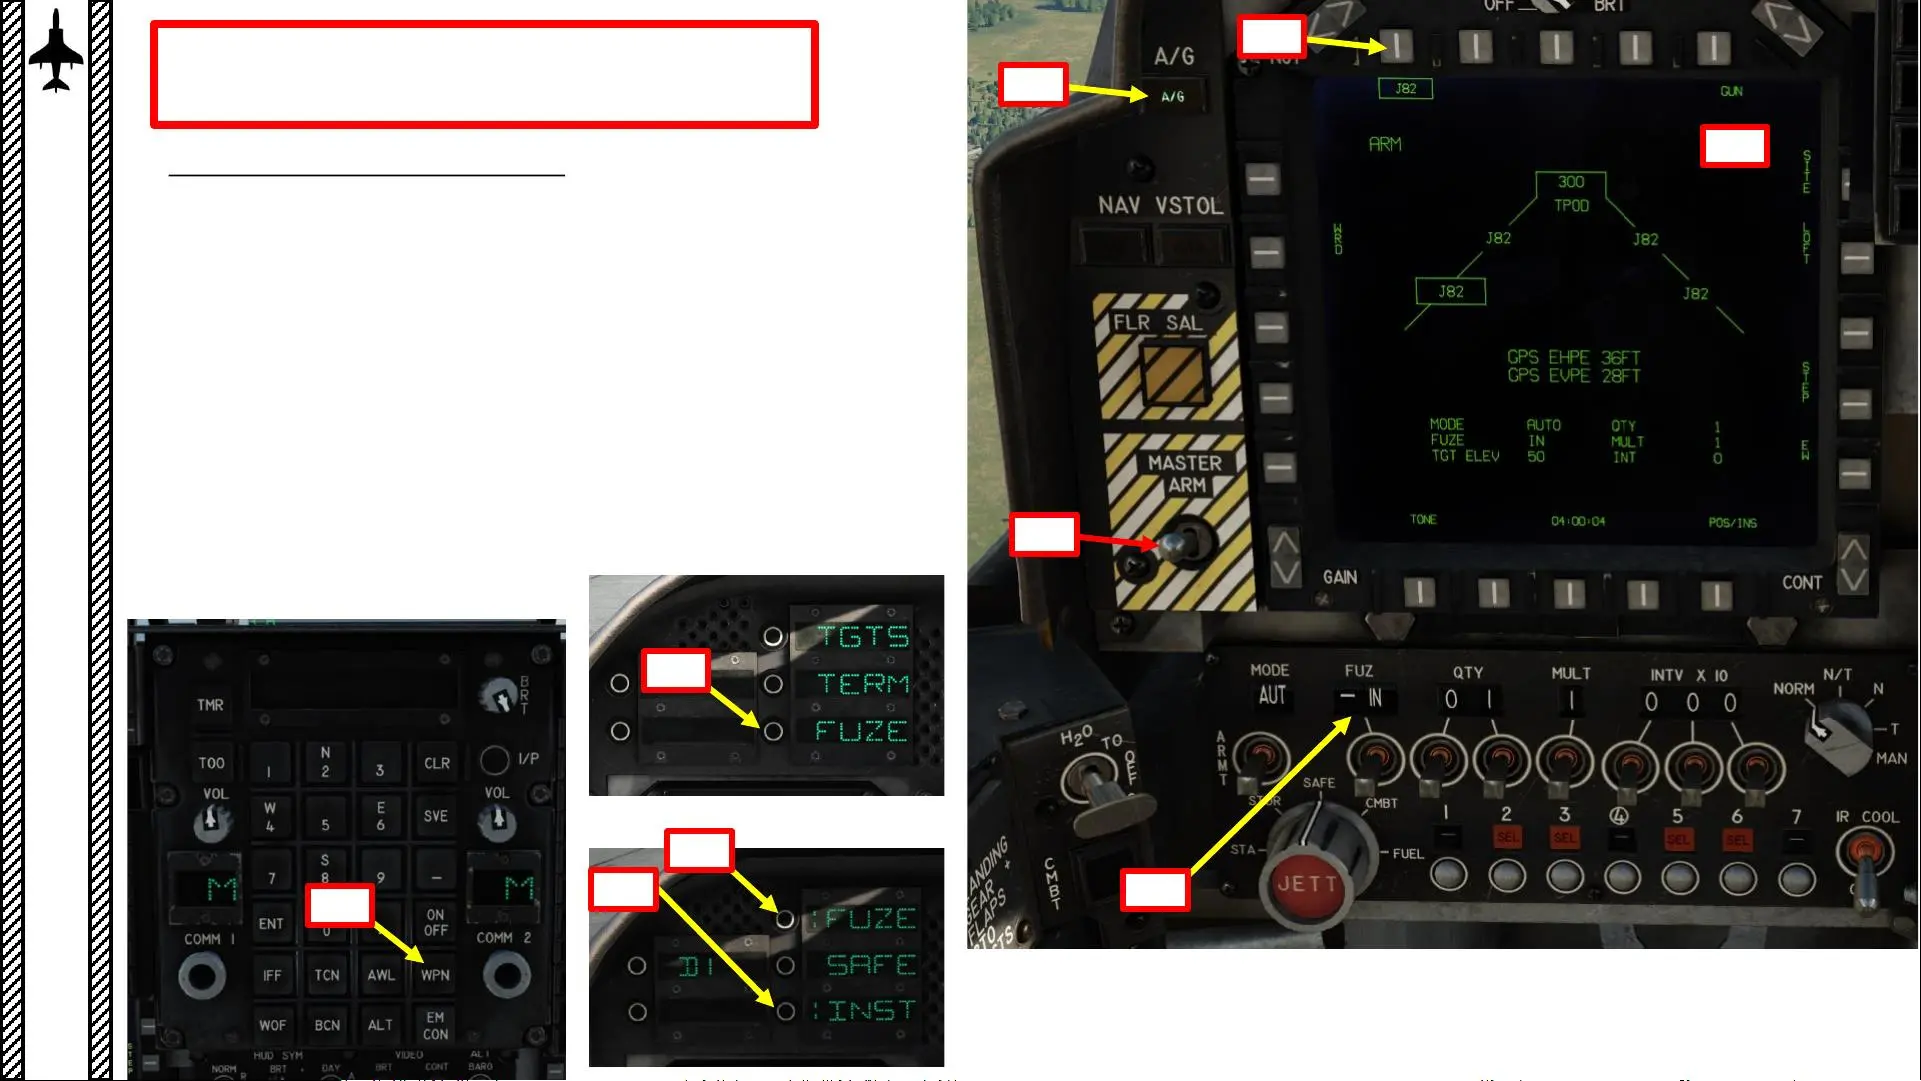 OFF
BRT
A/G
A/G
J82
GUN
ARM
SITE
300
TPOD
NAV VSTOL
WRD
J82
J82
LOFT
J82
J82
FLR SAL
GPS EHPE 36FT
GPS EVPE 28FT
STEP
MODE AUTO QTY 1
FUZE IN MULT 1
TGT ELEV 50 INT 0
EW
MASTER
ARM
TONE
04:00:04
POS/INS
GAIN
CONT
MODE
FUZ
QTY
MULT
INTV X 10
N/T
NORM
N
T
MAN
AUT
- IN
0 1
1
0 0 0
ARMT
H2O
TO
OFF
SAFE
STOR
CMBT
STA
FUEL
JETT
1 2 3 4 5 6 7
SEL
SEL
SEL
SEL
IR COOL
CMBT
LANDING
GEAR
FLAPS
TGTS
TERM
FUZE
:FUZE
D1
SAFE
:INST
BRT
TMR
TOO
1
N
2
3
CLR
I/P
VOL
VOL
W
4
5
E
6
SVE
7
S
8
9
-
M
M
ENT
0
ON
OFF
COMM 1
COMM 2
IFF
TCN
AWL
WPN
WOF
BCN
ALT
EM
CON
HUD SYM
VIDEO
ALT
NORM
BRT
DAY
BRT
CONT
BARO